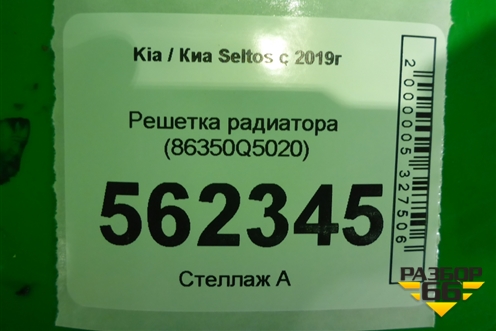 Kia / Киа Seltos с 2019г
Решетка радиатора
(86350Q5020)
562345
Стеллаж А
2000005327506
РАЗБОР
66